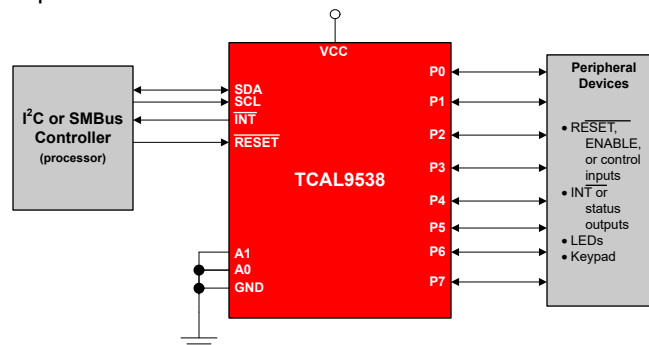 VCC
I²C or SMBus
Controller
(processor)
SDA
SCL
INT
RESET
TCAL9538
A1
A0
GND
P0
P1
P2
P3
P4
P5
P6
P7
Peripheral
Devices
• RESET,
ENABLE,
or control
inputs
• INT or
status
outputs
• LEDs
• Keypad